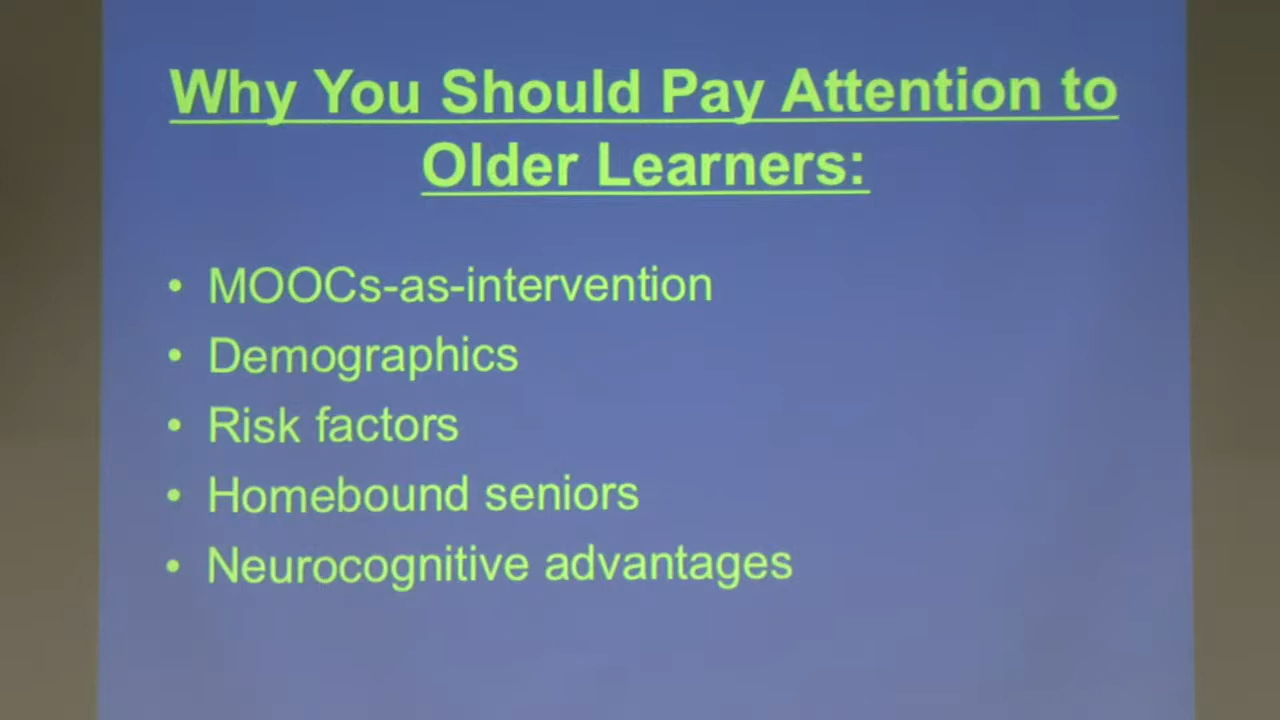 Why You Should Pay Attention to
Older Learners:
• MOOCs-as-intervention
• Demographics
• Risk factors
• Homebound seniors
• Neurocognitive advantages